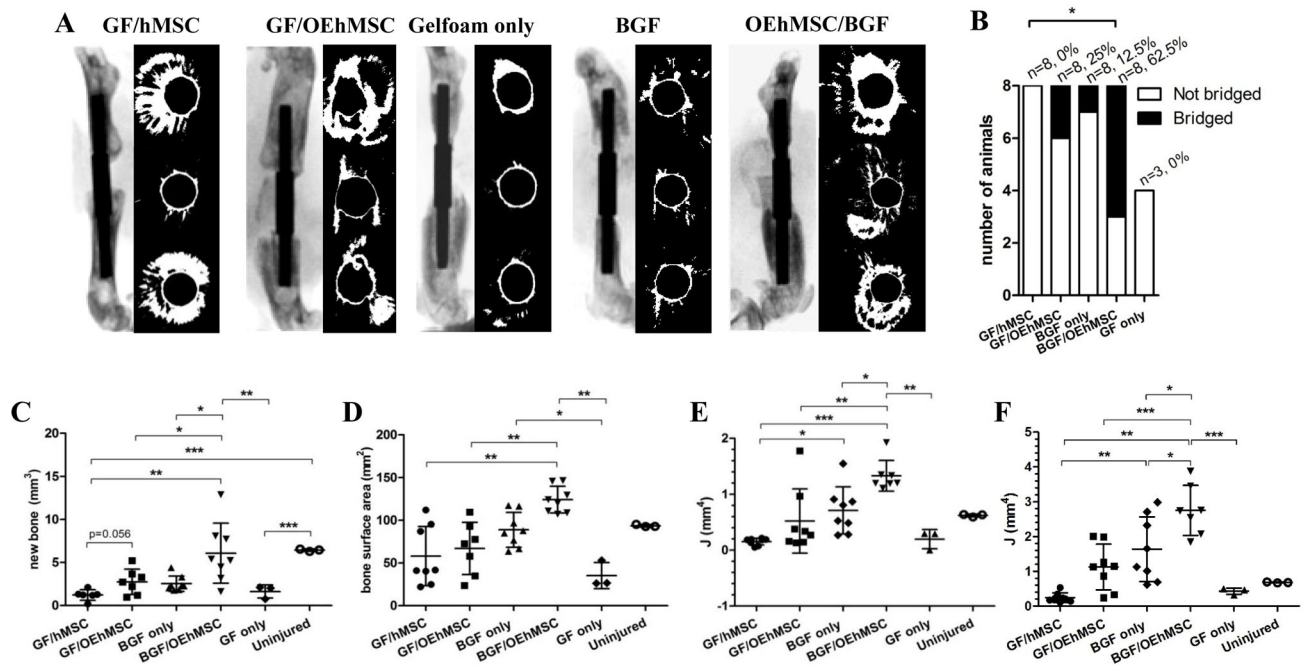 A
GF/hMSC
GF/OEhMSC
Gelfoam only
BGF
OEhMSC/BGF
B
*
n=8, 0%
n=8, 25%
n=8, 12.5%
n=8, 62.5%
n=3, 0%
Not bridged
Bridged
number of animals
8
6
4
2
0
GF/hMSC
GF/OEhMSC
BGF only
BGF/OEhMSC
GF only
C
**
*
*
***
**
p=0.056
***
new bone (mm3)
20
15
10
5
0
GF/hMSC
GF/OEhMSC
BGF only
BGF/OEhMSC
GF only
Uninjured
D
**
*
**
**
bone surface area (mm2)
200
150
100
50
0
GF/hMSC
GF/OEhMSC
BGF only
BGF/OEhMSC
GF only
Uninjured
E
*
**
**
***
*
J (mm4)
2
1
0
-1
GF/hMSC
GF/OEhMSC
BGF only
BGF/OEhMSC
GF only
Uninjured
F
*
***
**
***
**
*
J (mm4)
5
4
3
2
1
0
GF/hMSC
GF/OEhMSC
BGF only
BGF/OEhMSC
GF only
Uninjured